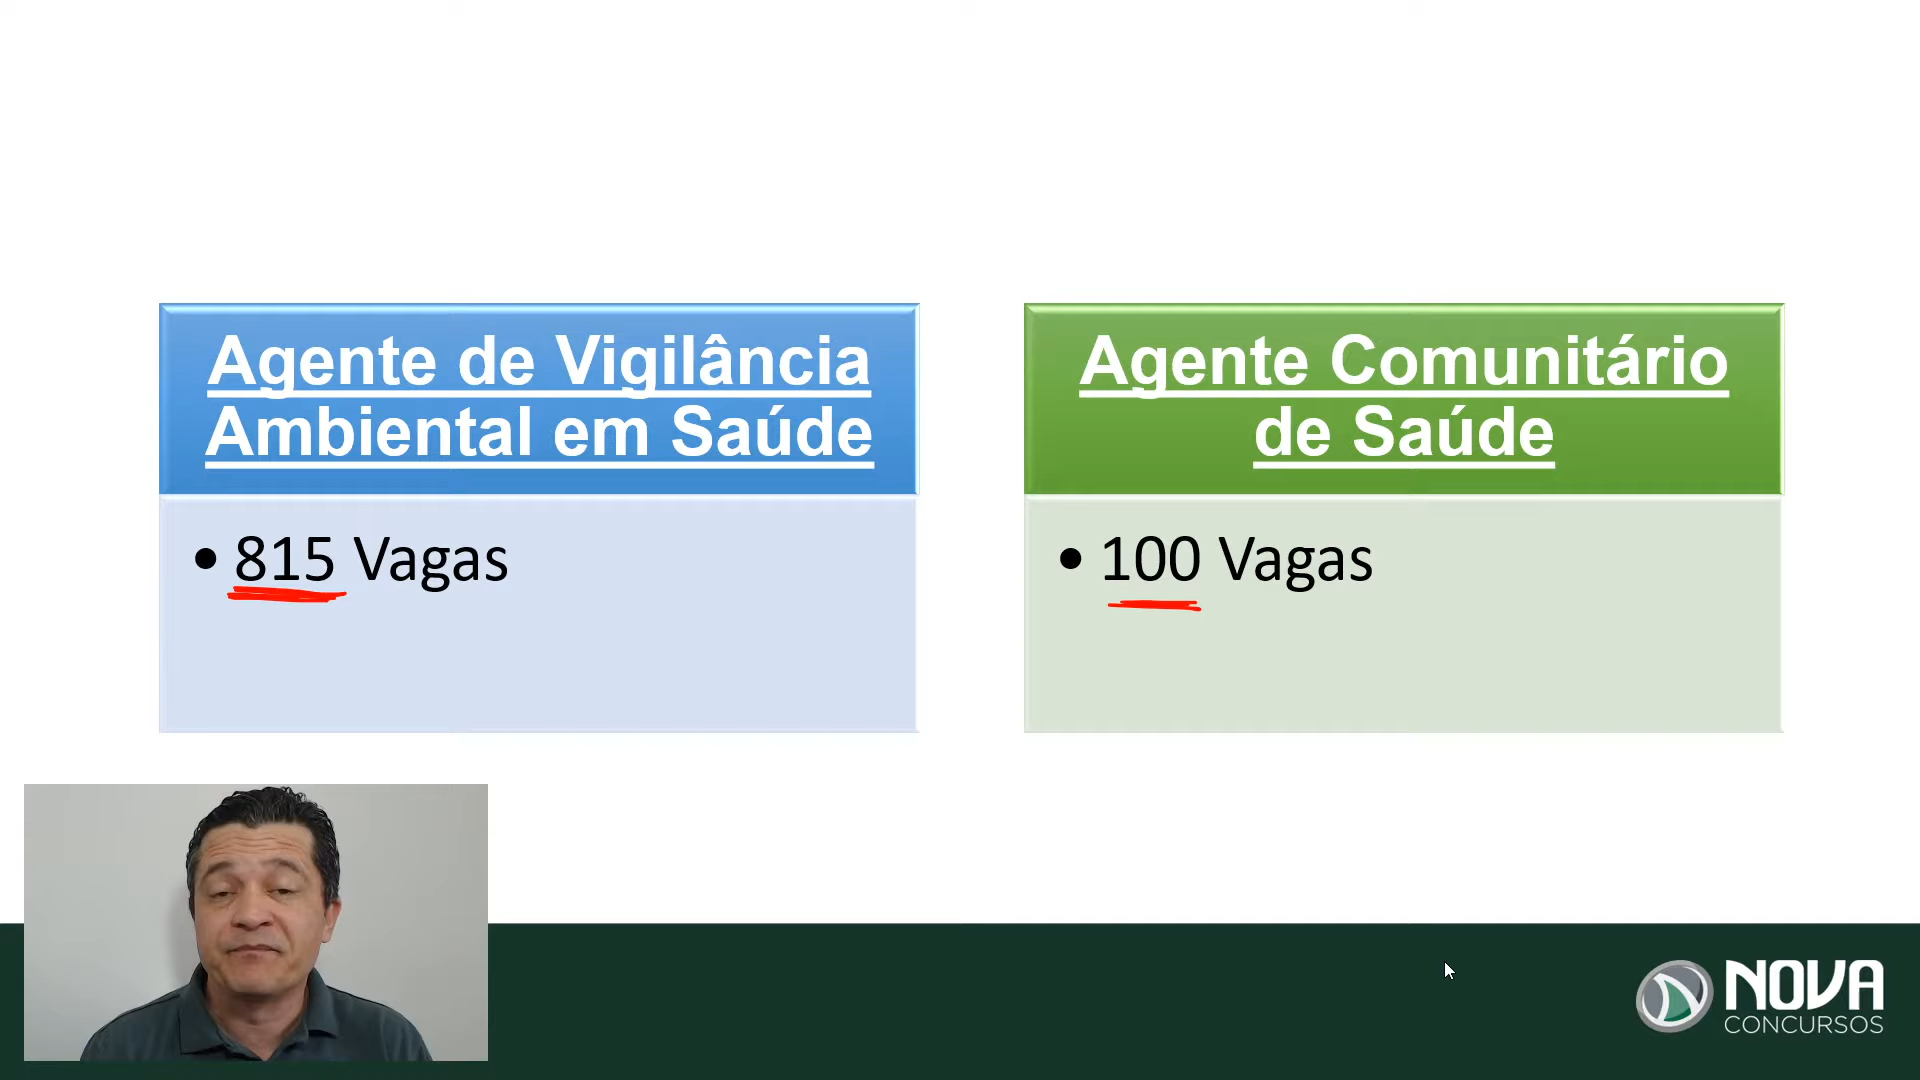 Agente de Vigilância
Ambiental em Saúde
• 815 Vagas
Agente Comunitário
de Saúde
• 100 Vagas
NOVA
CONCURSOS